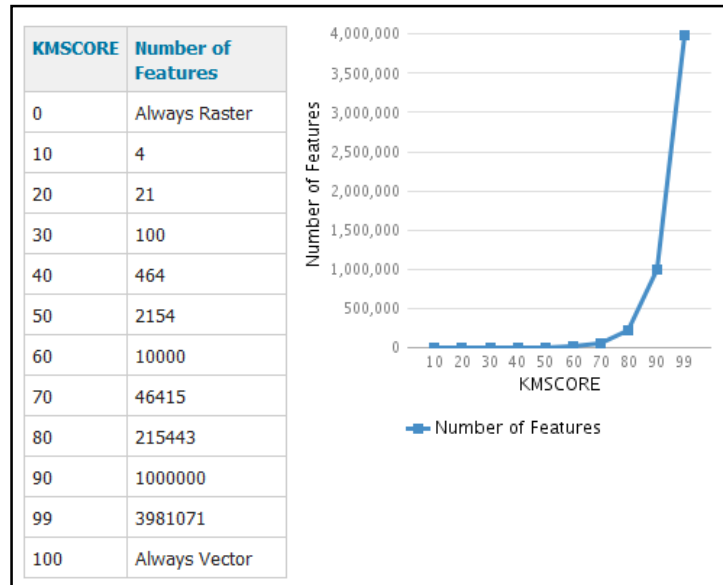 KMSCORE Number of Features
0 Always Raster
10 4
20 21
30 100
40 464
50 2154
60 10000
70 46415
80 215443
90 1000000
99 3981071
100 Always Vector
Number of Features
4,000,000
3,500,000
3,000,000
2,500,000
2,000,000
1,500,000
1,000,000
500,000
0
10 20 30 40 50 60 70 80 90 99
KMSCORE
Number of Features